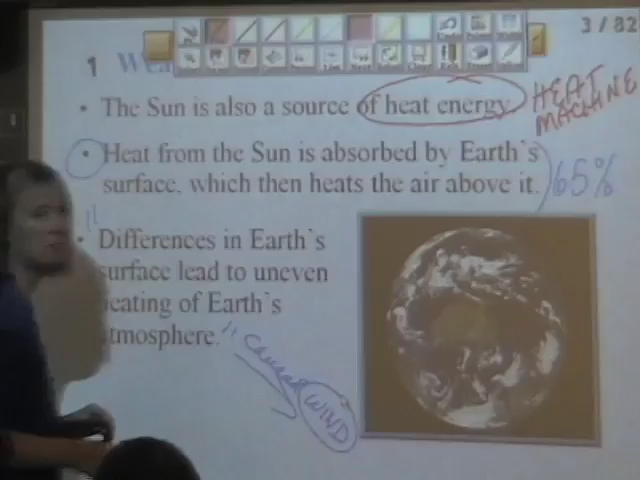 3 / 82
1 Wea
• The Sun is also a source of heat energy.
HEAT
MACHINE
• Heat from the Sun is absorbed by Earth's
surface, which then heats the air above it.
65%
• Differences in Earth's
surface lead to uneven
eating of Earth's
tmosphere."
causes
WIND